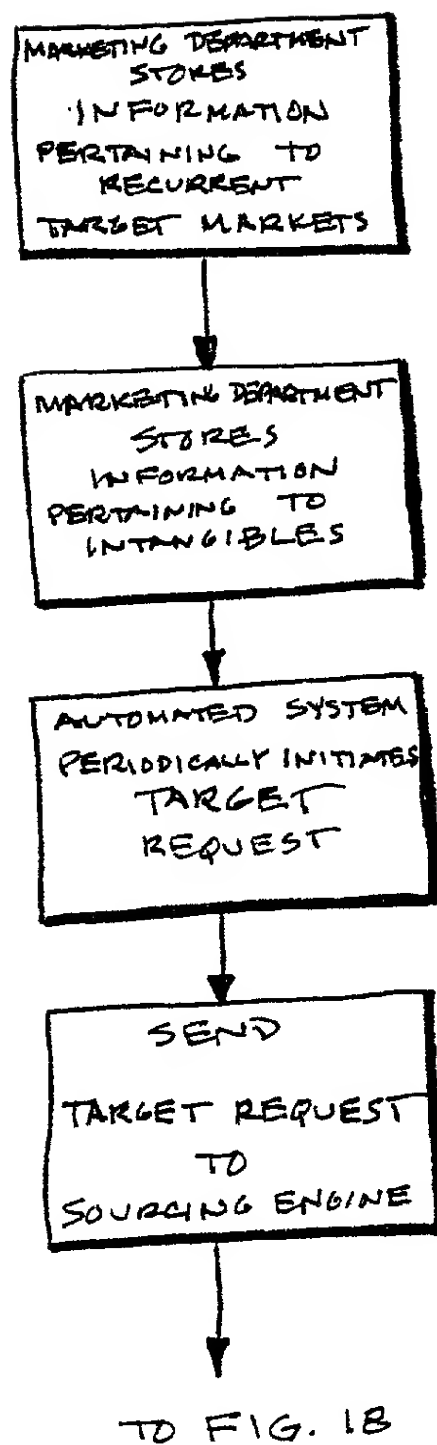 MARKETING DEPARTMENT
STORES
INFORMATION
PERTAINING TO
RECURRENT
TARGET MARKETS
MARKETING DEPARTMENT
STORES
INFORMATION
PERTAINING TO
INTANGIBLES
AUTOMATED SYSTEM
PERIODICALLY INITIATES
TARGET
REQUEST
SEND
TARGET REQUEST
TO
SOURCING ENGINE
TO FIG. 18